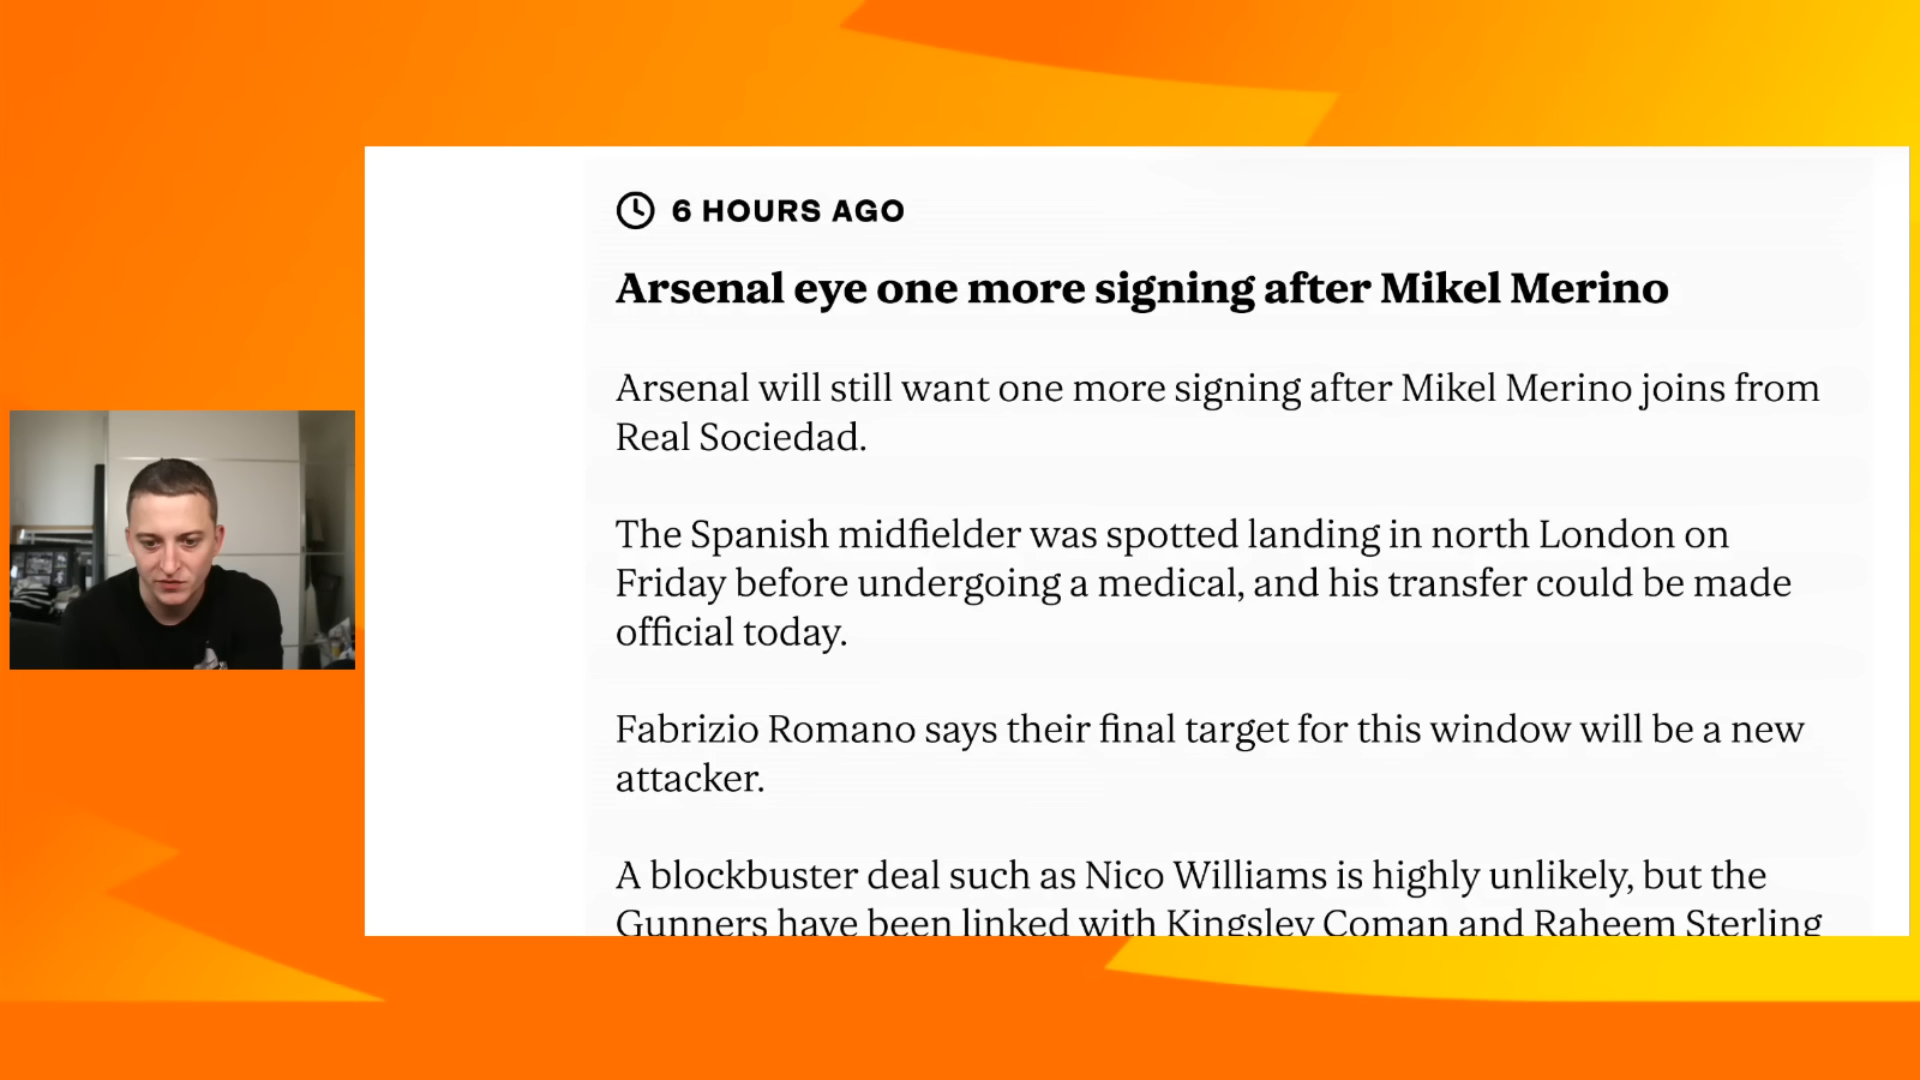 6 HOURS AGO
Arsenal eye one more signing after Mikel Merino
Arsenal will still want one more signing after Mikel Merino joins from
Real Sociedad.
The Spanish midfielder was spotted landing in north London on
Friday before undergoing a medical, and his transfer could be made
official today.
Fabrizio Romano says their final target for this window will be a new
attacker.
A blockbuster deal such as Nico Williams is highly unlikely, but the
Gunners have been linked with Kingsley Coman and Raheem Sterling